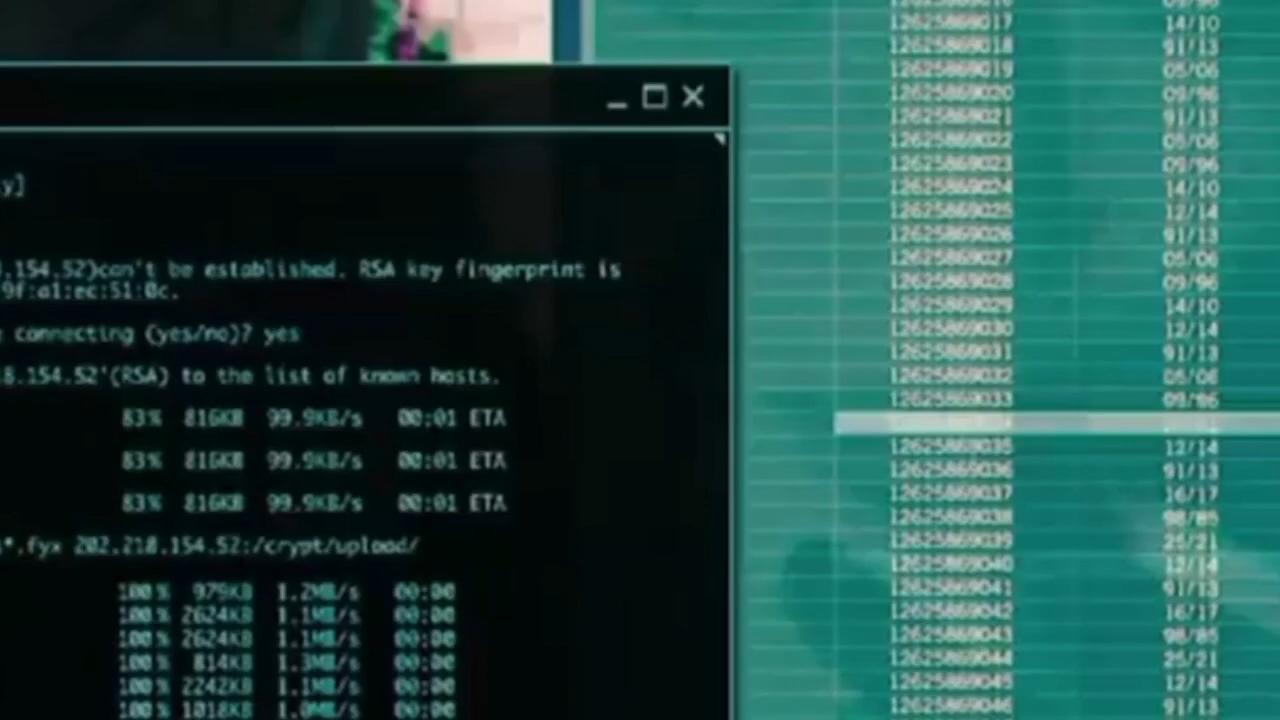 y]
.154.52)can't be established. RSA key fingerprint is
9f:a1:ec:51:0c.
connecting (yes/no)? yes
8.154.52'(RSA) to the list of known hosts.
83% 816KB 99.9KB/s 00:01 ETA
83% 816KB 99.9KB/s 00:01 ETA
83% 816KB 99.9KB/s 00:01 ETA
*.fyx 202.218.154.52:/crypt/upload/
100% 979KB 1.2MB/s 00:00
100% 2624KB 1.1MB/s 00:00
100% 2624KB 1.1MB/s 00:00
100% 814KB 1.3MB/s 00:00
100% 2242KB 1.1MB/s 00:00
100% 1018KB 1.0MB/s 00:00
12625869017 14/10
12625869018 91/13
12625869019 05/06
12625869020 09/96
12625869021 91/13
12625869022 05/06
12625869023 09/96
12625869024 14/10
12625869025 12/14
12625869026 91/13
12625869027 05/06
12625869028 09/96
12625869029 14/10
12625869030 12/14
12625869031 91/13
12625869032 05/06
12625869033
12625869035 12/14
12625869036 91/13
12625869037 16/17
12625869038 98/85
12625869039 25/21
12625869040 12/14
12625869041 91/13
12625869042 16/17
12625869043 98/85
12625869044 25/21
12625869045 12/14
12625869046 91/13